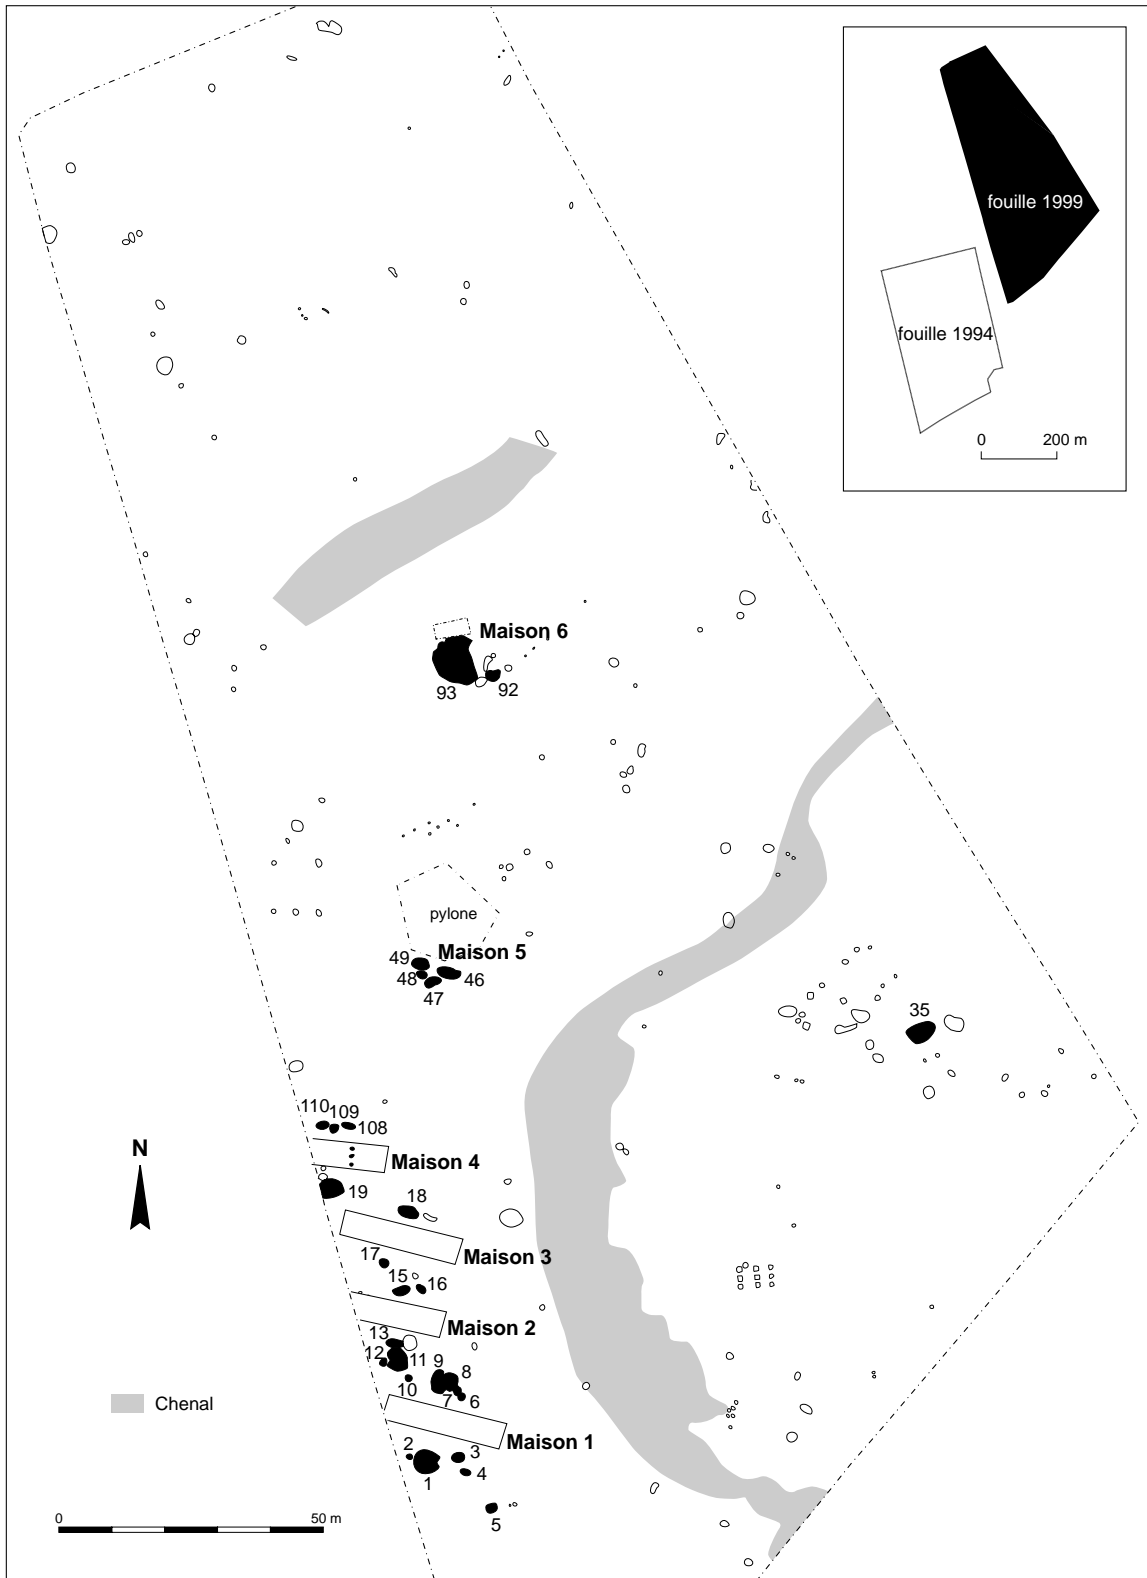 fouille 1999
fouille 1994
0 200 m
Maison 6
93 92
pylone
49 Maison 5
48 46
47
35
110 109
108
N
Maison 4
19 18
Maison 3
17
15 16
Maison 2
13
12 11 9 8
10 7 6
Chenal
Maison 1
2 3
1 4
5
0 50 m